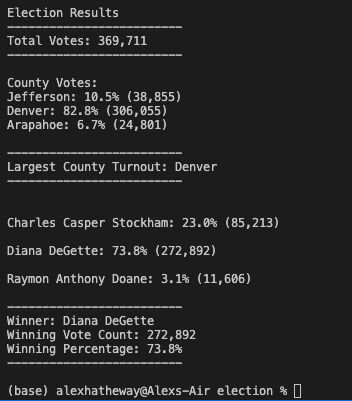 Election Results
-------------------------
Total Votes: 369,711
-------------------------
County Votes:
Jefferson: 10.5% (38,855)
Denver: 82.8% (306,055)
Arapahoe: 6.7% (24,801)
-------------------------
Largest County Turnout: Denver
-------------------------
Charles Casper Stockham: 23.0% (85,213)
Diana DeGette: 73.8% (272,892)
Raymon Anthony Doane: 3.1% (11,606)
-------------------------
Winner: Diana DeGette
Winning Vote Count: 272,892
Winning Percentage: 73.8%
-------------------------
(base) alexhatheway@Alexs-Air election %